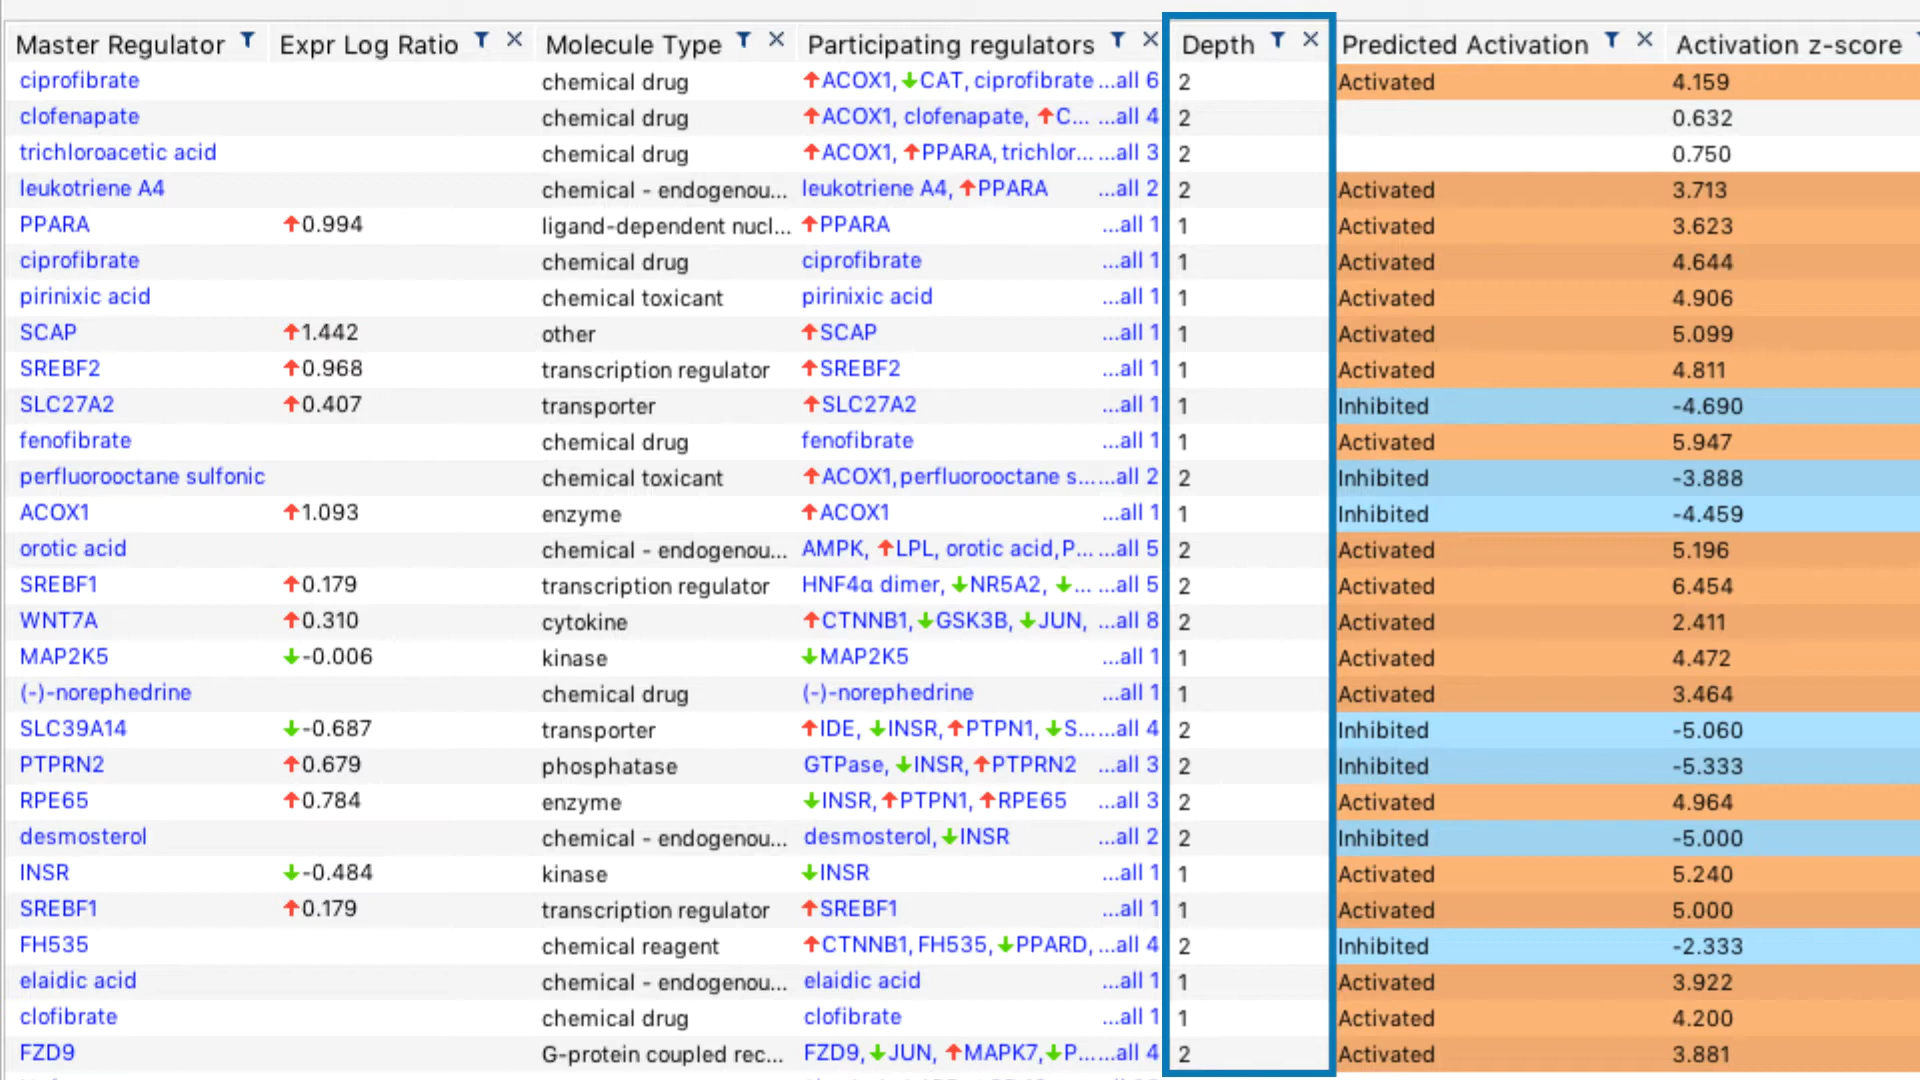 Master Regulator Expr Log Ratio Molecule Type Participating regulators Depth Predicted Activation Activation z-score
ciprofibrate chemical drug ACOX1, CAT, ciprofibrate ...all 6 2 Activated 4.159
clofenapate chemical drug ACOX1, clofenapate, C... ...all 4 2 0.632
trichloroacetic acid chemical drug ACOX1, PPARA, trichlor... ...all 3 2 0.750
leukotriene A4 chemical - endogenou... leukotriene A4, PPARA ...all 2 2 Activated 3.713
PPARA 0.994 ligand-dependent nucl... PPARA ...all 1 1 Activated 3.623
ciprofibrate chemical drug ciprofibrate ...all 1 1 Activated 4.644
pirinixic acid chemical toxicant pirinixic acid ...all 1 1 Activated 4.906
SCAP 1.442 other SCAP ...all 1 1 Activated 5.099
SREBF2 0.968 transcription regulator SREBF2 ...all 1 1 Activated 4.811
SLC27A2 0.407 transporter SLC27A2 ...all 1 1 Inhibited -4.690
fenofibrate chemical drug fenofibrate ...all 1 1 Activated 5.947
perfluorooctane sulfonic chemical toxicant ACOX1, perfluorooctane s... ...all 2 2 Inhibited -3.888
ACOX1 1.093 enzyme ACOX1 ...all 1 1 Inhibited -4.459
orotic acid chemical - endogenou... AMPK, LPL, orotic acid, P... ...all 5 2 Activated 5.196
SREBF1 0.179 transcription regulator HNF4α dimer, NR5A2, ... ...all 5 2 Activated 6.454
WNT7A 0.310 cytokine CTNNB1, GSK3B, JUN, ...all 8 2 Activated 2.411
MAP2K5 -0.006 kinase MAP2K5 ...all 1 1 Activated 4.472
(-)-norephedrine chemical drug (-)-norephedrine ...all 1 1 Activated 3.464
SLC39A14 -0.687 transporter IDE, INSR, PTPN1, S... ...all 4 2 Inhibited -5.060
PTPRN2 0.679 phosphatase GTPase, INSR, PTPRN2 ...all 3 2 Inhibited -5.333
RPE65 0.784 enzyme INSR, PTPN1, RPE65 ...all 3 2 Activated 4.964
desmosterol chemical - endogenou... desmosterol, INSR ...all 2 2 Inhibited -5.000
INSR -0.484 kinase INSR ...all 1 1 Activated 5.240
SREBF1 0.179 transcription regulator SREBF1 ...all 1 1 Activated 5.000
FH535 chemical reagent CTNNB1, FH535, PPARD, ...all 4 2 Inhibited -2.333
elaidic acid chemical - endogenou... elaidic acid ...all 1 1 Activated 3.922
clofibrate chemical drug clofibrate ...all 1 1 Activated 4.200
FZD9 G-protein coupled rec... FZD9, JUN, MAPK7, P... ...all 4 2 Activated 3.881